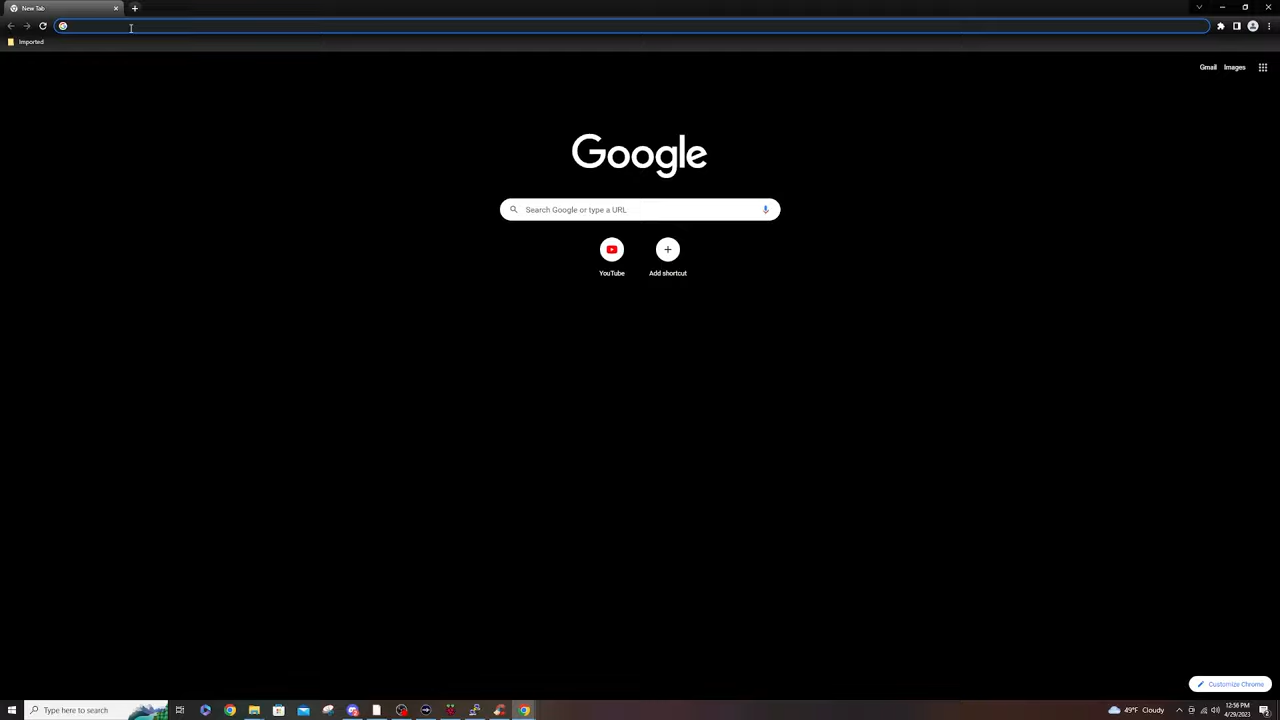 New Tab
Imported
Gmail Images
Google
Search Google or type a URL
YouTube
Add shortcut
Customize Chrome
Type here to search
49°F Cloudy
12:56 PM
4/29/2023